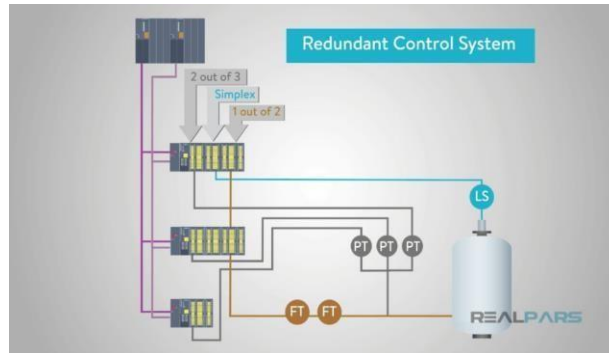 Redundant Control System
2 out of 3
Simplex
1 out of 2
LS
PT PT PT
FT FT
REALPARS